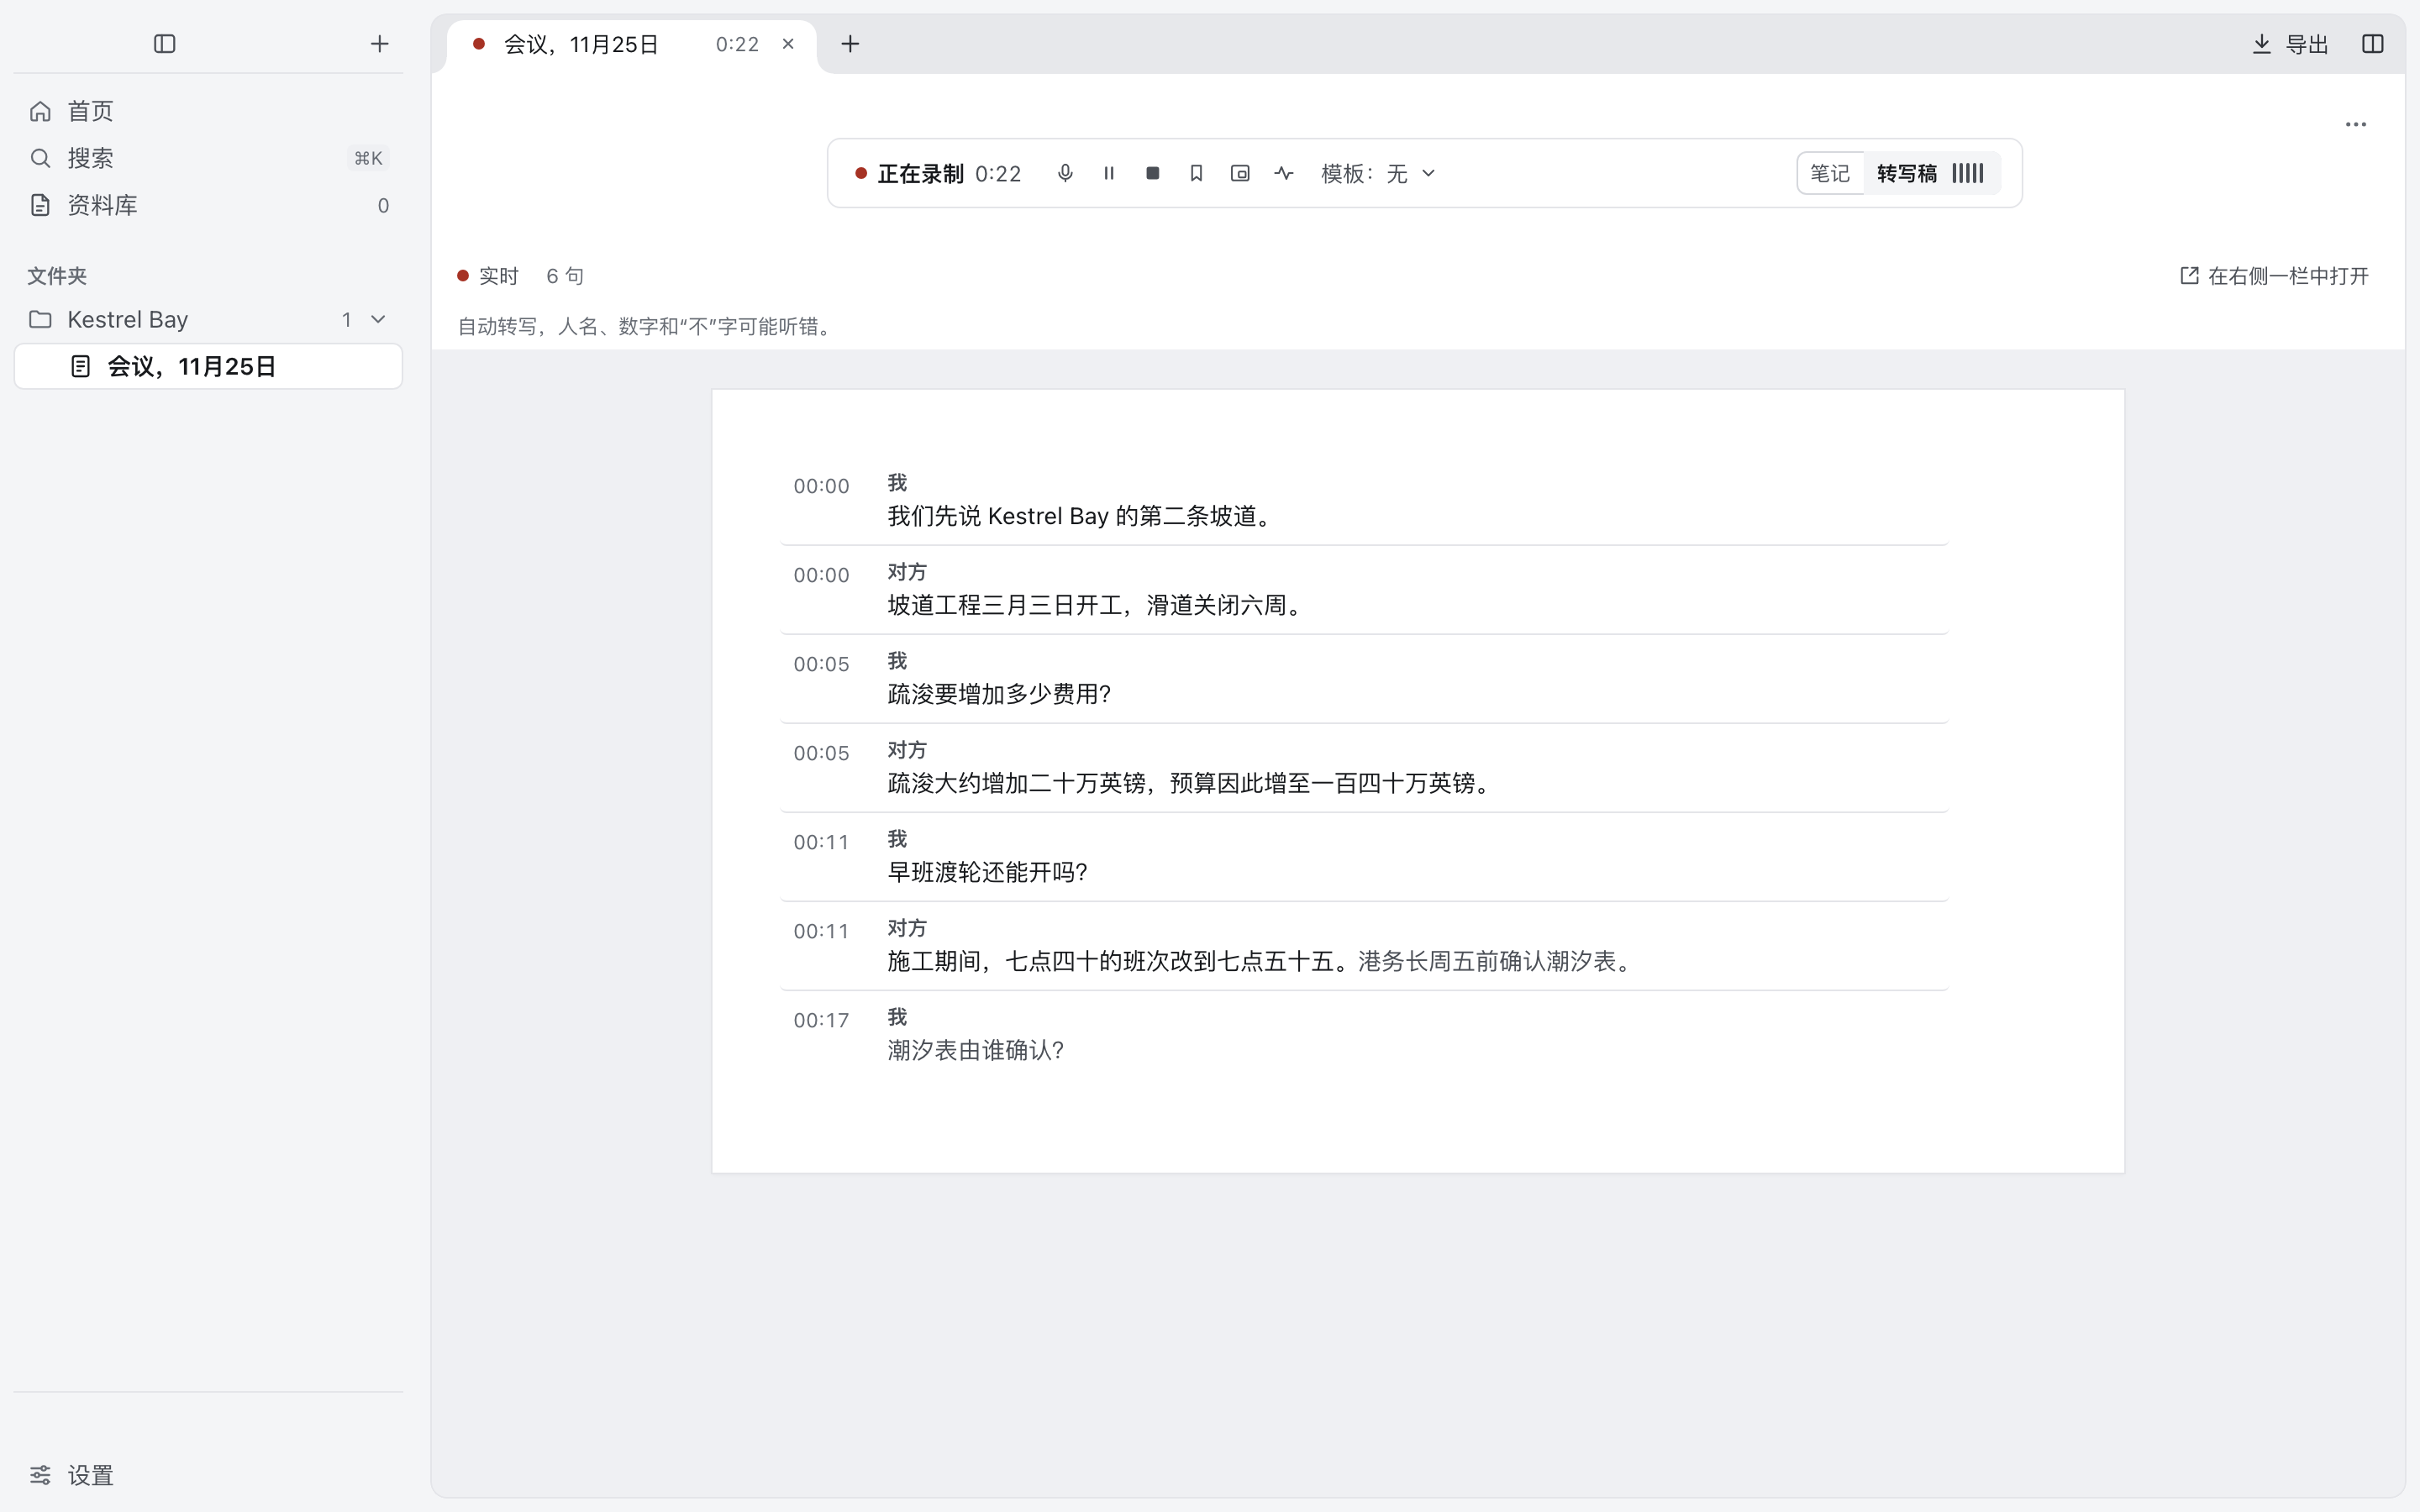 会议，11月25日 0:22
导出
首页
搜索 ⌘K
资料库 0
文件夹
Kestrel Bay 1
会议，11月25日
设置
正在录制 0:22 模板：无 笔记 转写稿
实时 6 句 在右侧一栏中打开
自动转写，人名、数字和“不”字可能听错。
00:00 我
我们先说 Kestrel Bay 的第二条坡道。
00:00 对方
坡道工程三月三日开工，滑道关闭六周。
00:05 我
疏浚要增加多少费用？
00:05 对方
疏浚大约增加二十万英镑，预算因此增至一百四十万英镑。
00:11 我
早班渡轮还能开吗？
00:11 对方
施工期间，七点四十的班次改到七点五十五。港务长周五前确认潮汐表。
00:17 我
潮汐表由谁确认？